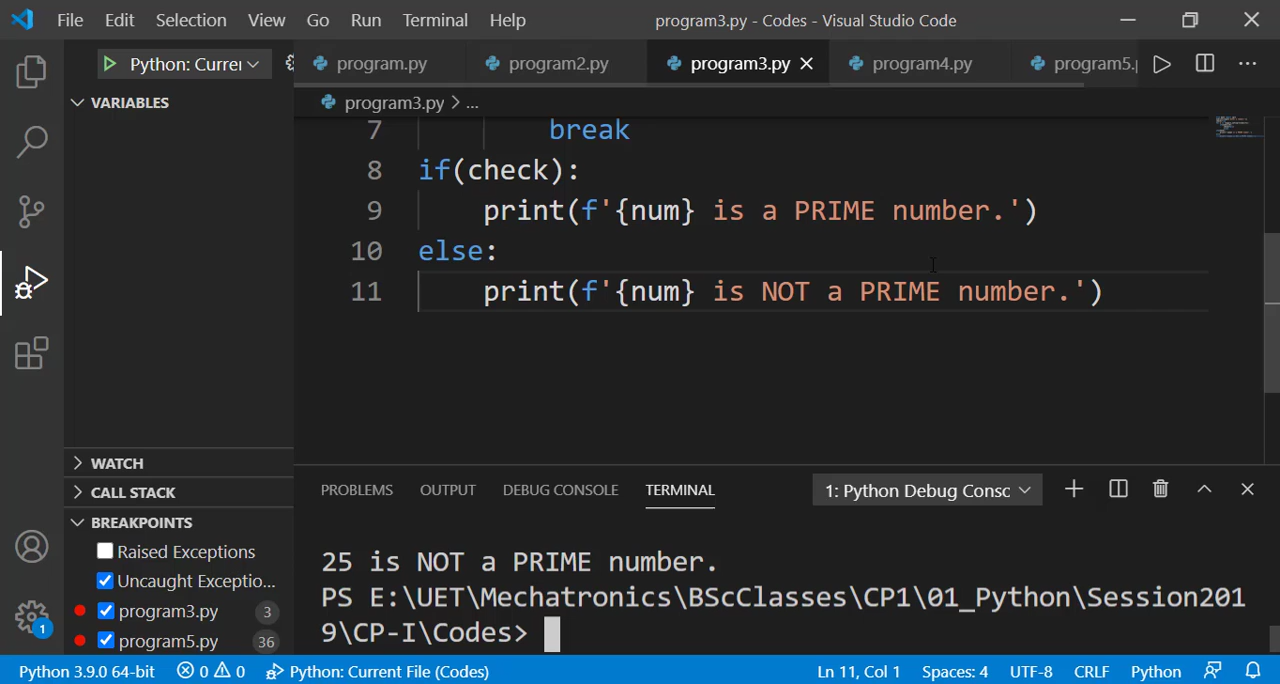 File Edit Selection View Go Run Terminal Help program3.py - Codes - Visual Studio Code
Python: Currer program.py program2.py program3.py program4.py program5.p
VARIABLES
program3.py > ...
7 break
8 if(check):
9 print(f'{num} is a PRIME number.')
10 else:
11 print(f'{num} is NOT a PRIME number.')
WATCH
CALL STACK
BREAKPOINTS
Raised Exceptions
Uncaught Exceptio...
program3.py 3
program5.py 36
PROBLEMS OUTPUT DEBUG CONSOLE TERMINAL 1: Python Debug Consc
25 is NOT a PRIME number.
PS E:\UET\Mechatronics\BScClasses\CP1\01_Python\Session201
9\CP-I\Codes>
1
Python 3.9.0 64-bit 0 0 Python: Current File (Codes) Ln 11, Col 1 Spaces: 4 UTF-8 CRLF Python